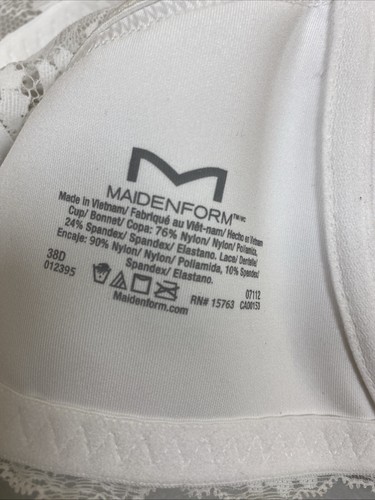 MAIDENFORM™MC
Made in Vietnam/ Fabriqué au Viêt-nam/ Hecho en Vietnam
Cup/ Bonnet/ Copa: 76% Nylon/ Nylon/ Poliamida,
24% Spandex/ Spandex/ Elastano. Lace/ Dentelle/
Encaje: 90% Nylon/ Nylon/ Poliamida, 10% Spandex/
Spandex/ Elastano.
38D
012395
RN# 15763
07112
CA00153
Maidenform.com